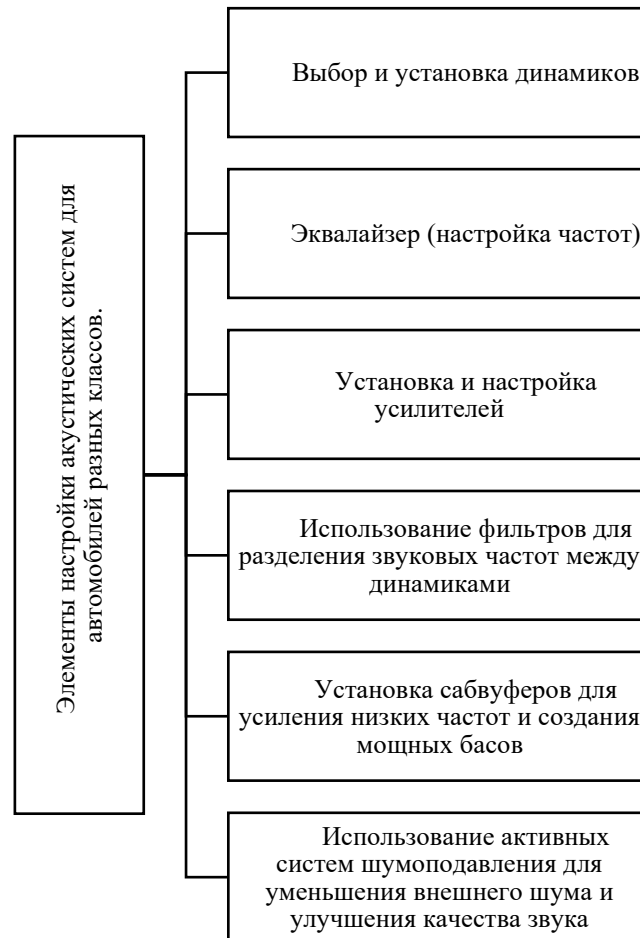 Элементы настройки акустических систем для
автомобилей разных классов.
Выбор и установка динамиков
Эквалайзер (настройка частот)
Установка и настройка
усилителей
Использование фильтров для
разделения звуковых частот между
динамиками
Установка сабвуферов для
усиления низких частот и создания
мощных басов
Использование активных
систем шумоподавления для
уменьшения внешнего шума и
улучшения качества звука